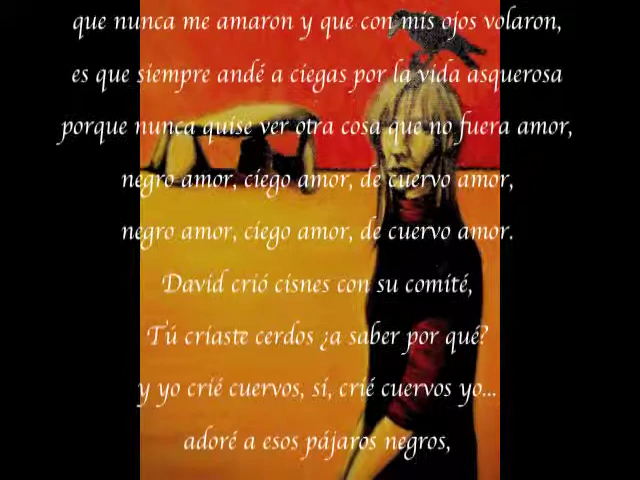 que nunca me amaron y que con mis ojos volaron,
es que siempre andé a ciegas por la vida asquerosa
porque nunca quise ver otra cosa que no fuera amor,
negro amor, ciego amor, de cuervo amor,
negro amor, ciego amor, de cuervo amor.
David crió cisnes con su comité,
Tú criaste cerdos ¿a saber por qué?
y yo crié cuervos, sí, crié cuervos yo...
adoré a esos pájaros negros,